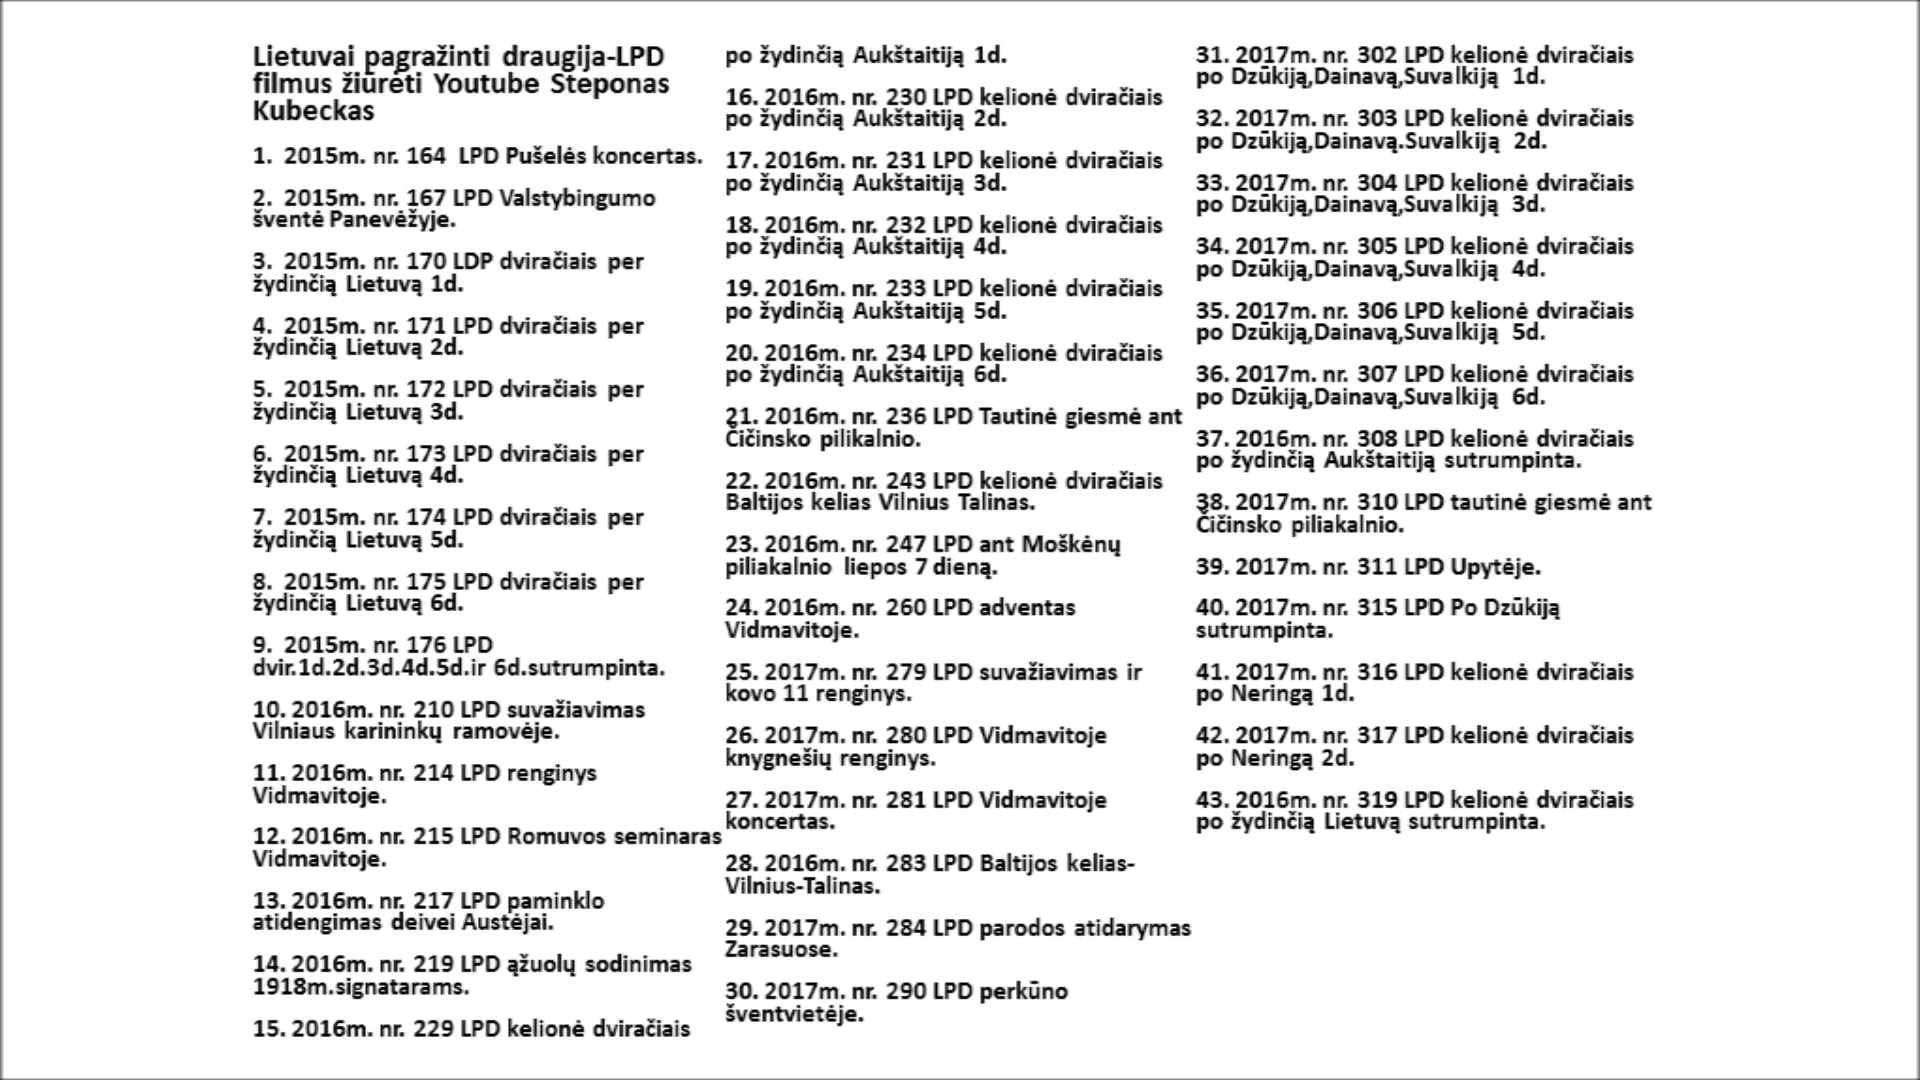 Lietuvai pagražinti draugija-LPD
filmus žiūrėti Youtube Steponas
Kubeckas
1. 2015m. nr. 164 LPD Pušelės koncertas.
2. 2015m. nr. 167 LPD Valstybingumo
šventė Panevėžyje.
3. 2015m. nr. 170 LDP dviračiais per
žydinčią Lietuvą 1d.
4. 2015m. nr. 171 LPD dviračiais per
žydinčią Lietuvą 2d.
5. 2015m. nr. 172 LPD dviračiais per
žydinčią Lietuvą 3d.
6. 2015m. nr. 173 LPD dviračiais per
žydinčią Lietuvą 4d.
7. 2015m. nr. 174 LPD dviračiais per
žydinčią Lietuvą 5d.
8. 2015m. nr. 175 LPD dviračiais per
žydinčią Lietuvą 6d.
9. 2015m. nr. 176 LPD
dvir.1d.2d.3d.4d.5d.ir 6d.sutrumpinta.
10. 2016m. nr. 210 LPD suvažiavimas
Vilniaus karininkų ramovėje.
11. 2016m. nr. 214 LPD renginys
Vidmavitoje.
12. 2016m. nr. 215 LPD Romuvos seminaras
Vidmavitoje.
13. 2016m. nr. 217 LPD paminklo
atidengimas deivei Austėjai.
14. 2016m. nr. 219 LPD ąžuolų sodinimas
1918m.signatarams.
15. 2016m. nr. 229 LPD kelionė dviračiais
po žydinčią Aukštaitiją 1d.
16. 2016m. nr. 230 LPD kelionė dviračiais
po žydinčią Aukštaitiją 2d.
17. 2016m. nr. 231 LPD kelionė dviračiais
po žydinčią Aukštaitiją 3d.
18. 2016m. nr. 232 LPD kelionė dviračiais
po žydinčią Aukštaitiją 4d.
19. 2016m. nr. 233 LPD kelionė dviračiais
po žydinčią Aukštaitiją 5d.
20. 2016m. nr. 234 LPD kelionė dviračiais
po žydinčią Aukštaitiją 6d.
21. 2016m. nr. 236 LPD Tautinė giesmė ant
Čičinsko pilikalnio.
22. 2016m. nr. 243 LPD kelionė dviračiais
Baltijos kelias Vilnius Talinas.
23. 2016m. nr. 247 LPD ant Moškėnų
piliakalnio liepos 7 dieną.
24. 2016m. nr. 260 LPD adventas
Vidmavitoje.
25. 2017m. nr. 279 LPD suvažiavimas ir
kovo 11 renginys.
26. 2017m. nr. 280 LPD Vidmavitoje
knygnešių renginys.
27. 2017m. nr. 281 LPD Vidmavitoje
koncertas.
28. 2016m. nr. 283 LPD Baltijos kelias-
Vilnius-Talinas.
29. 2017m. nr. 284 LPD parodos atidarymas
Zarasuose.
30. 2017m. nr. 290 LPD perkūno
šventvietėje.
31. 2017m. nr. 302 LPD kelionė dviračiais
po Dzūkiją,Dainavą,Suvalkiją 1d.
32. 2017m. nr. 303 LPD kelionė dviračiais
po Dzūkiją,Dainavą.Suvalkiją 2d.
33. 2017m. nr. 304 LPD kelionė dviračiais
po Dzūkiją,Dainavą,Suvalkiją 3d.
34. 2017m. nr. 305 LPD kelionė dviračiais
po Dzūkiją,Dainavą,Suvalkiją 4d.
35. 2017m. nr. 306 LPD kelionė dviračiais
po Dzūkiją,Dainavą,Suvalkiją 5d.
36. 2017m. nr. 307 LPD kelionė dviračiais
po Dzūkiją,Dainavą,Suvalkiją 6d.
37. 2016m. nr. 308 LPD kelionė dviračiais
po žydinčią Aukštaitiją sutrumpinta.
38. 2017m. nr. 310 LPD tautinė giesmė ant
Čičinsko piliakalnio.
39. 2017m. nr. 311 LPD Upytėje.
40. 2017m. nr. 315 LPD Po Dzūkiją
sutrumpinta.
41. 2017m. nr. 316 LPD kelionė dviračiais
po Neringą 1d.
42. 2017m. nr. 317 LPD kelionė dviračiais
po Neringą 2d.
43. 2016m. nr. 319 LPD kelionė dviračiais
po žydinčią Lietuvą sutrumpinta.